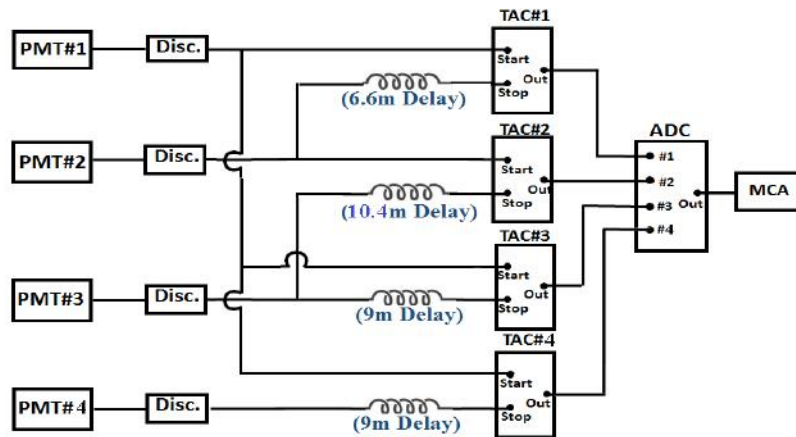 TAC#1
PMT#1
Disc.
Start
Out
Stop
(6.6m Delay)
TAC#2
ADC
PMT#2
Disc.
Start
Out
Stop
(10.4m Delay)
#1
#2
#3
#4
Out
MCA
TAC#3
Start
Out
Stop
PMT#3
Disc.
(9m Delay)
TAC#4
Start
Out
Stop
PMT#4
Disc.
(9m Delay)